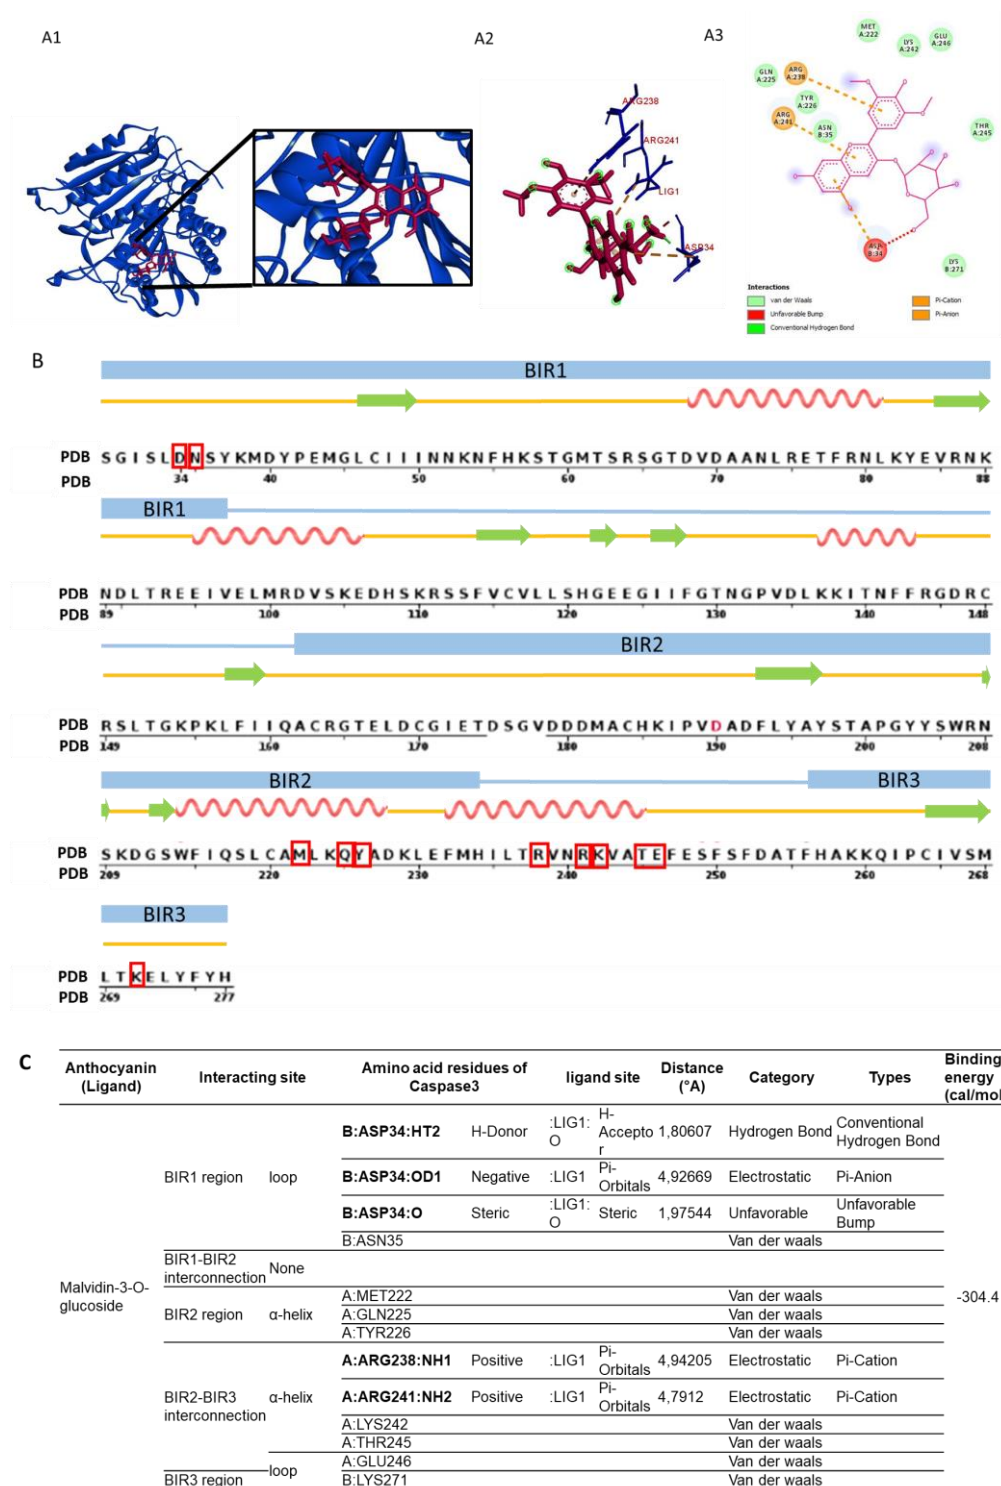 A1
A2
A3
ARG238
ARG241
LIG1
ASP34
MET
A:222
LYS
A:242
GLU
A:246
GLN
A:225
ARG
A:238
TYR
A:226
ARG
A:241
ASN
B:35
THR
A:245
B:34
LYS
B:271
Interactions
van der Waals
Unfavorable Bump
Conventional Hydrogen Bond
Pi-Cation
Pi-Anion
B
BIR1
PDB S G I S L D N S Y K M D Y P E M G L C I I I N N K N F H K S T G M T S R S G T D V D A A N L R E T F R N L K Y E V R N K
PDB 34 40 50 60 70 80 88
BIR1
PDB N D L T R E E I V E L M R D V S K E D H S K R S S F V C V L L S H G E E G I I F G T N G P V D L K K I T N F F R G D R C
PDB 89 100 110 120 130 140 148
BIR2
PDB R S L T G K P K L F I I Q A C R G T E L D C G I E T D S G V D D D M A C H K I P V D A D F L Y A Y S T A P G Y Y S W R N
PDB 149 160 170 180 190 200 208
BIR2 BIR3
PDB S K D G S W F I Q S L C A M L K Q Y A D K L E F M H I L T R V N R K V A T E F E S F S F D A T F H A K K Q I P C I V S M
PDB 209 220 230 240 250 260 268
BIR3
PDB L T K E L Y F Y H
PDB 269 277
C
Anthocyanin (Ligand) Interacting site Amino acid residues of Caspase3 ligand site Distance (°A) Category Types Binding energy (cal/mol
Malvidin-3-O-glucoside BIR1 region loop B:ASP34:HT2 H-Donor :LIG1:O H-Acceptor 1,80607 Hydrogen Bond Conventional Hydrogen Bond -304.4
B:ASP34:OD1 Negative :LIG1 Pi-Orbitals 4,92669 Electrostatic Pi-Anion
B:ASP34:O Steric :LIG1:O Steric 1,97544 Unfavorable Unfavorable Bump
B:ASN35 Van der waals
BIR1-BIR2 interconnection None
BIR2 region α-helix A:MET222 Van der waals
A:GLN225 Van der waals
A:TYR226 Van der waals
BIR2-BIR3 interconnection α-helix A:ARG238:NH1 Positive :LIG1 Pi-Orbitals 4,94205 Electrostatic Pi-Cation
A:ARG241:NH2 Positive :LIG1 Pi-Orbitals 4,7912 Electrostatic Pi-Cation
A:LYS242 Van der waals
A:THR245 Van der waals
loop A:GLU246 Van der waals
BIR3 region B:LYS271 Van der waals